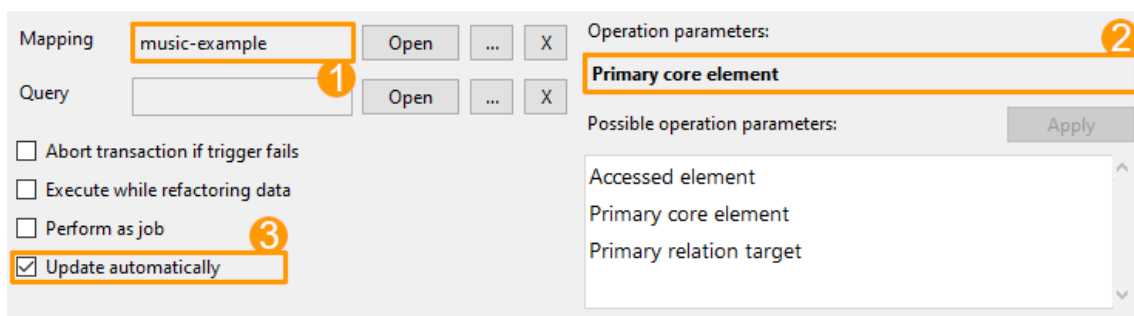 Mapping
music-example
Open
...
X
1
Query
Open
...
X
Abort transaction if trigger fails
Execute while refactoring data
Perform as job
3
Update automatically
Operation parameters:
2
Primary core element
Possible operation parameters:
Apply
Accessed element
Primary core element
Primary relation target